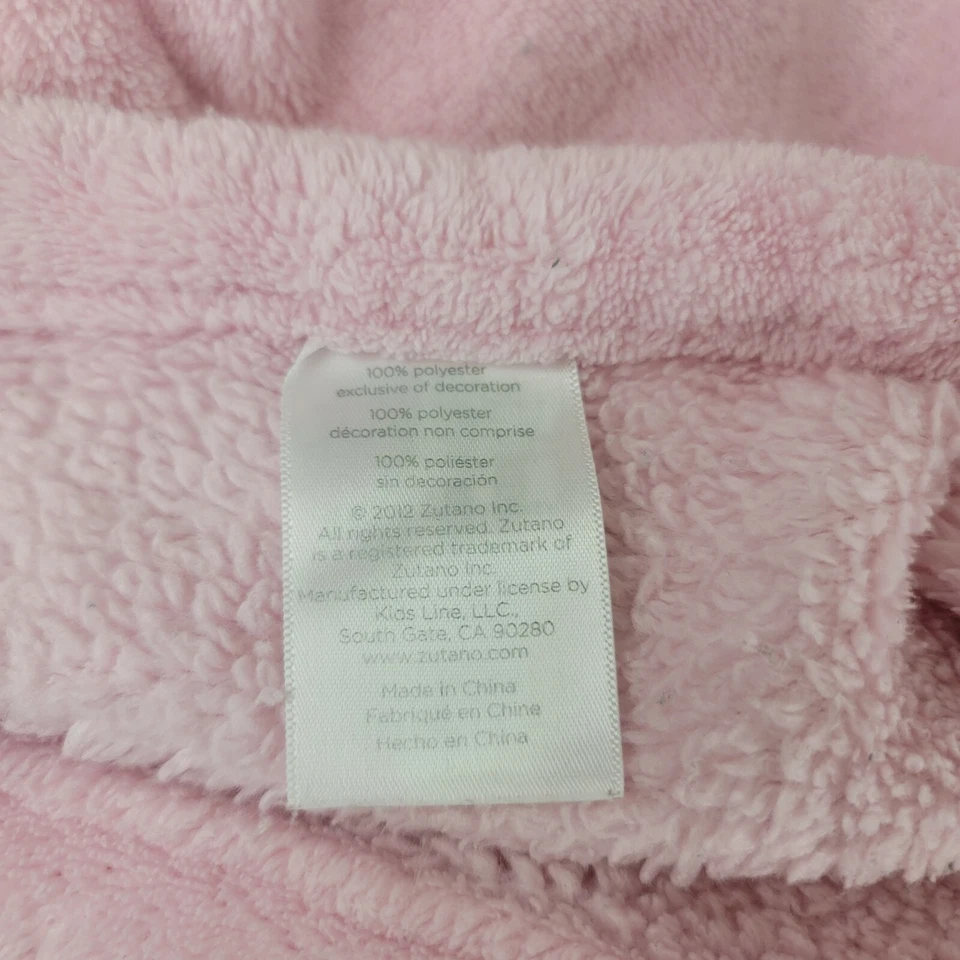 100% polyester
exclusive of decoration
100% polyester
décoration non comprise
100% poliéster
sin decoración
© 2012 Zutano Inc.
All rights reserved. Zutano
is a registered trademark of
Zutano Inc.
Manufactured under license by
Kids Line, LLC.,
South Gate, CA 90280
www.zutano.com
Made in China
Fabriqué en Chine
Hecho en China